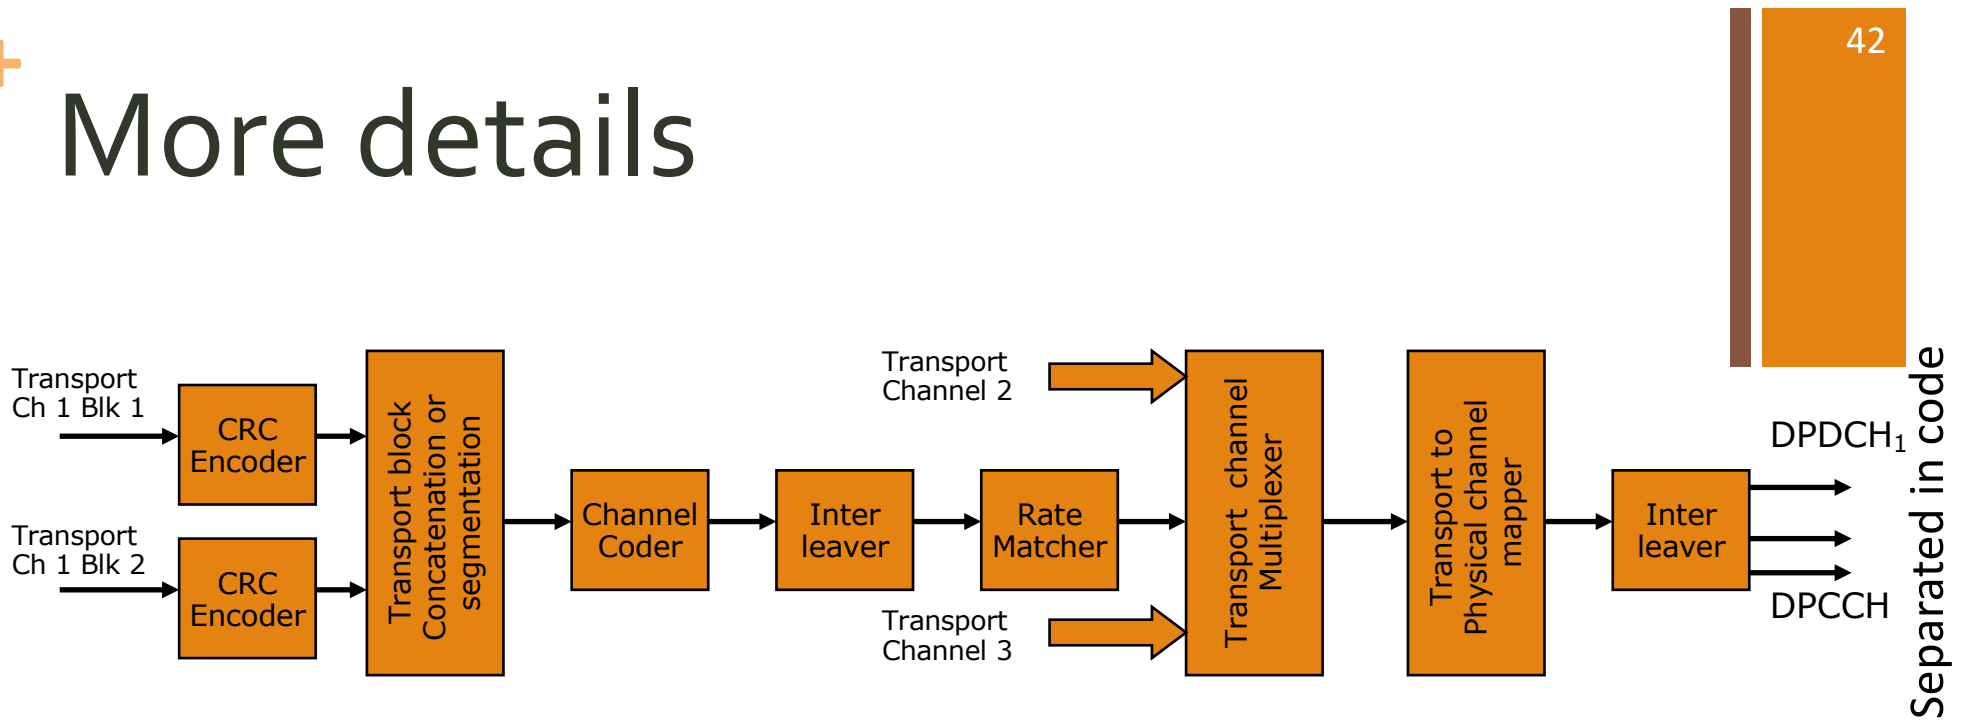 42
More details
Transport
Ch 1 Blk 1
CRC
Encoder
Transport
Ch 1 Blk 2
CRC
Encoder
Transport block
Concatenation or
segmentation
Channel
Coder
Inter
leaver
Rate
Matcher
Transport
Channel 2
Transport
Channel 3
Transport channel
Multiplexer
Transport to
Physical channel
mapper
Inter
leaver
DPDCH₁
DPCCH
Separated in code